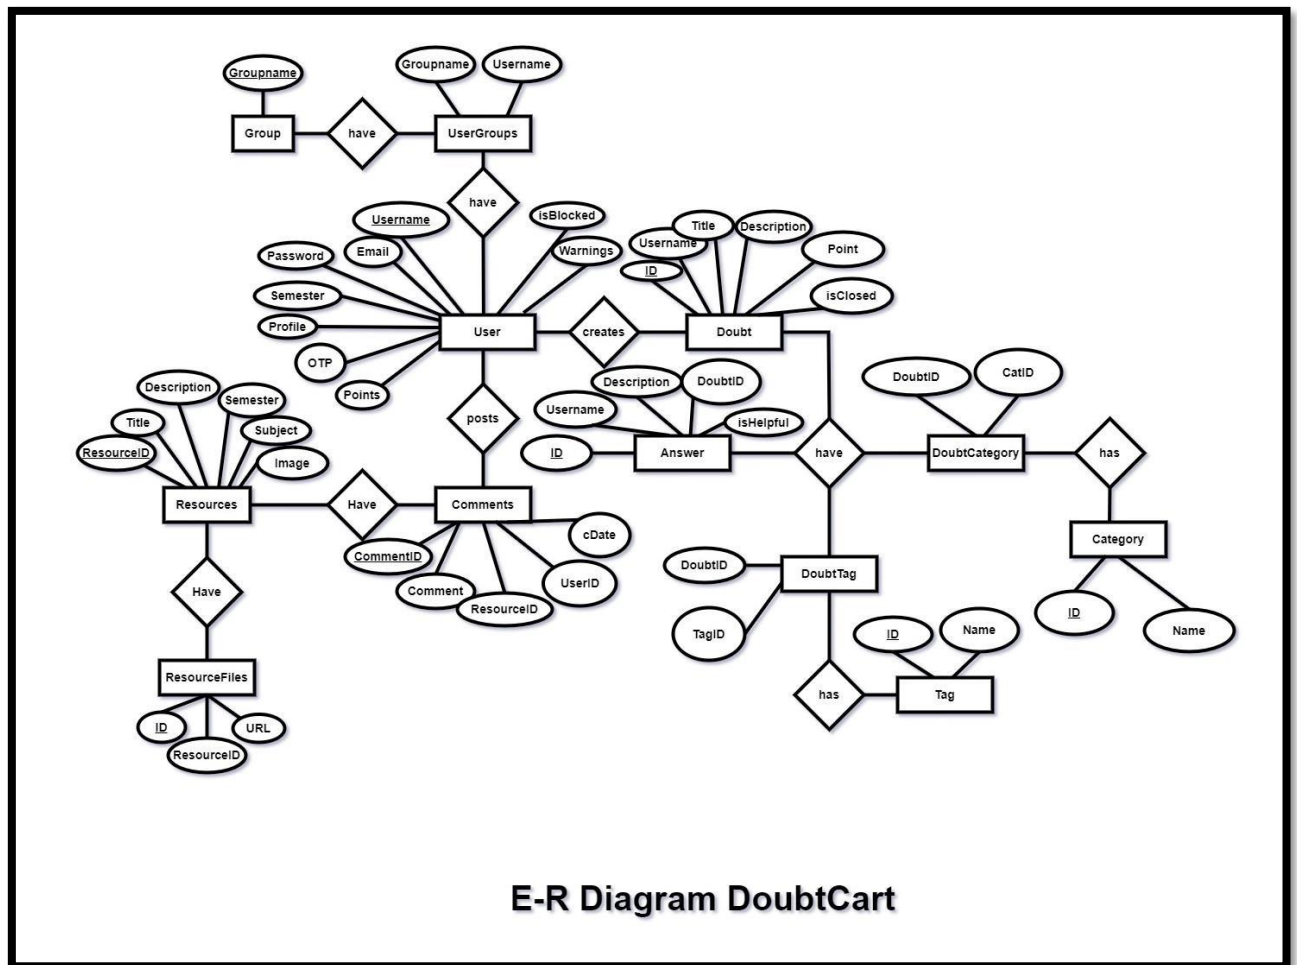 Groupname
Groupname
Username
Group
have
UserGroups
have
Username
isBlocked
Email
Warnings
Password
Semester
Profile
OTP
Points
User
creates
Username
Title
Description
ID
Point
isClosed
Doubt
posts
Description
DoubtID
Username
isHelpful
ID
Answer
have
DoubtID
CatID
DoubtCategory
has
Category
ID
Name
Description
Semester
Title
Subject
ResourceID
Image
Resources
Have
Comments
CommentID
cDate
Comment
UserID
ResourceID
Have
DoubtID
DoubtTag
TagID
has
ID
Name
Tag
ResourceFiles
ID
URL
ResourceID
E-R Diagram DoubtCart